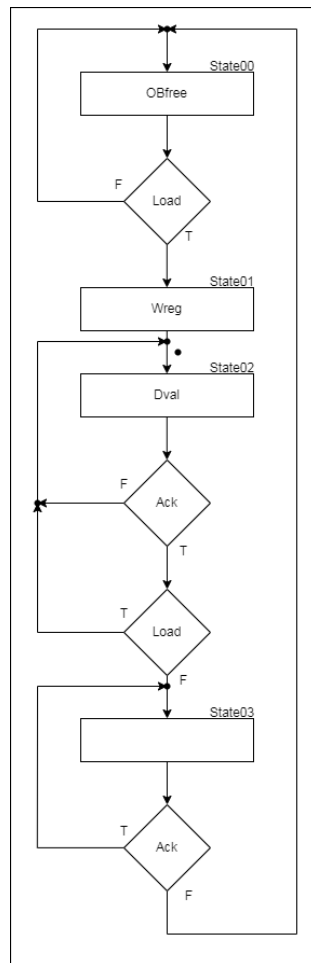 State00
OBfree
F
Load
T
State01
Wreg
State02
Dval
F
Ack
T
T
Load
F
State03
T
Ack
F